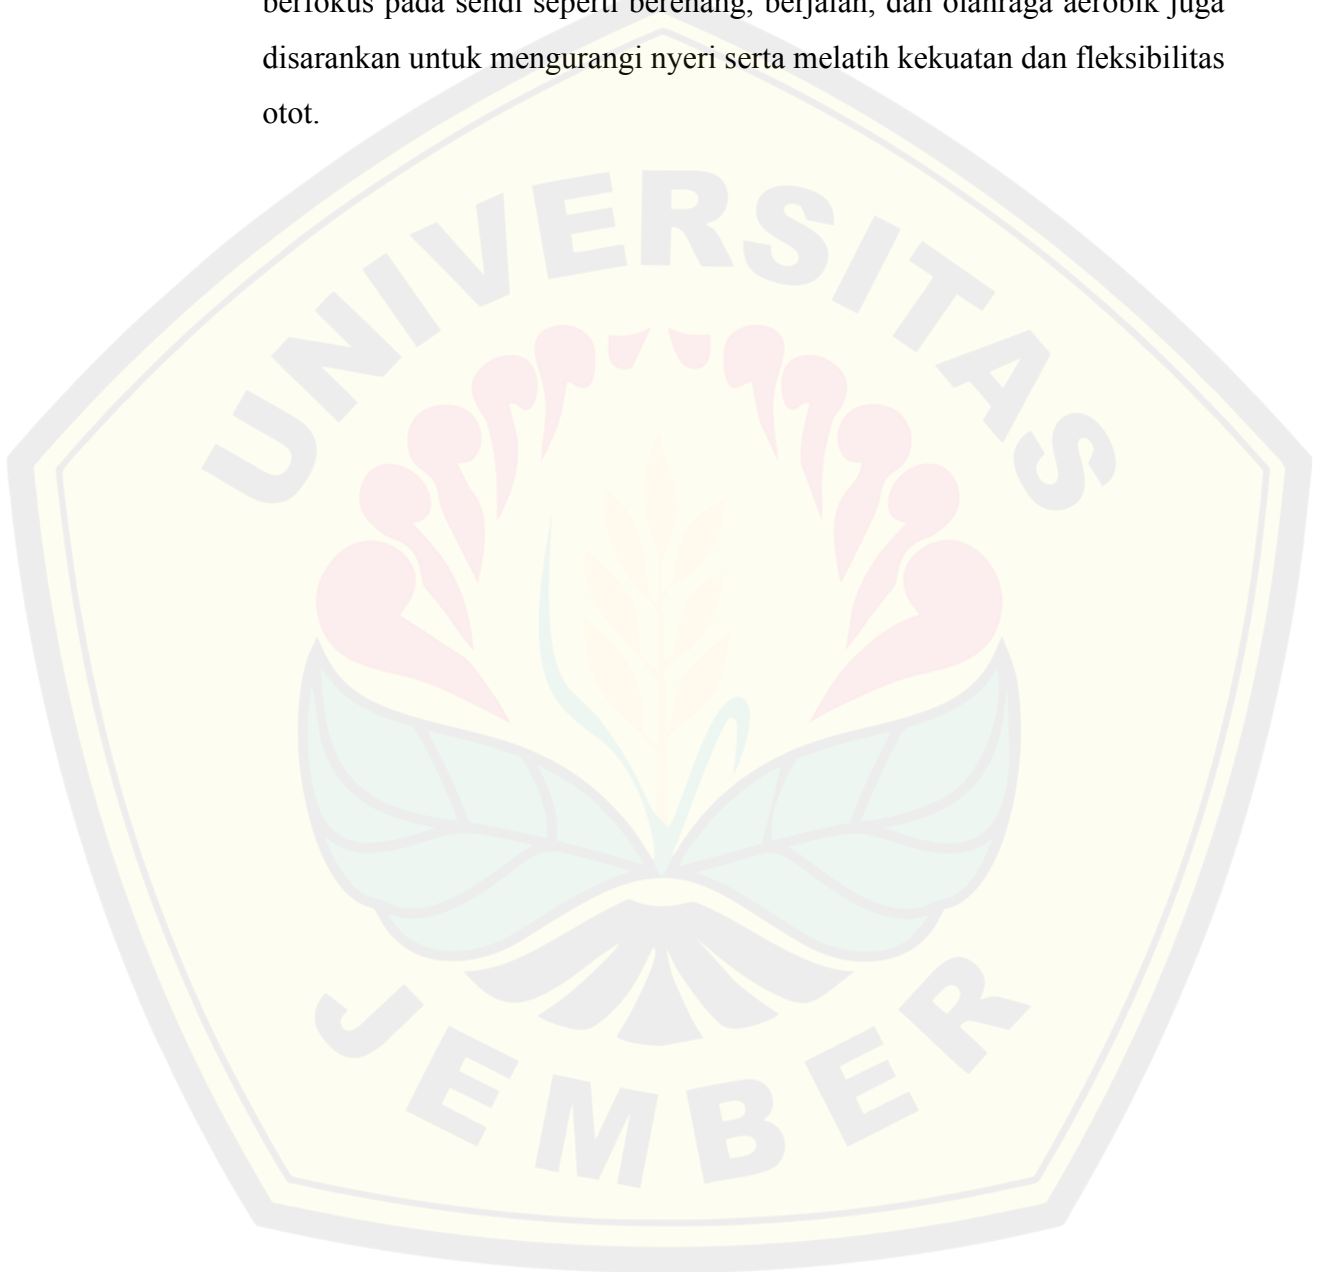 berfokus pada sendi seperti berenang, berjalan, dan olahraga aerobik juga
disarankan untuk mengurangi nyeri serta melatih kekuatan dan fleksibilitas
otot.
UNIVERSITAS
JEMBER